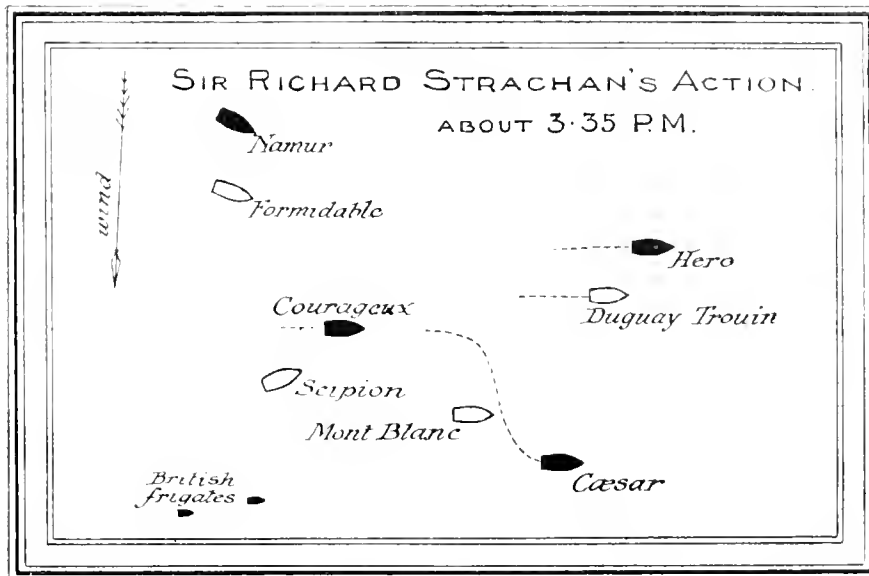 SIR RICHARD STRACHAN'S ACTION.
ABOUT 3·35 P.M.
Namur
wind
Formidable
Hero
Courageux
Duguay Trouin
Scipion
Mont Blanc
Cæsar
British
frigates